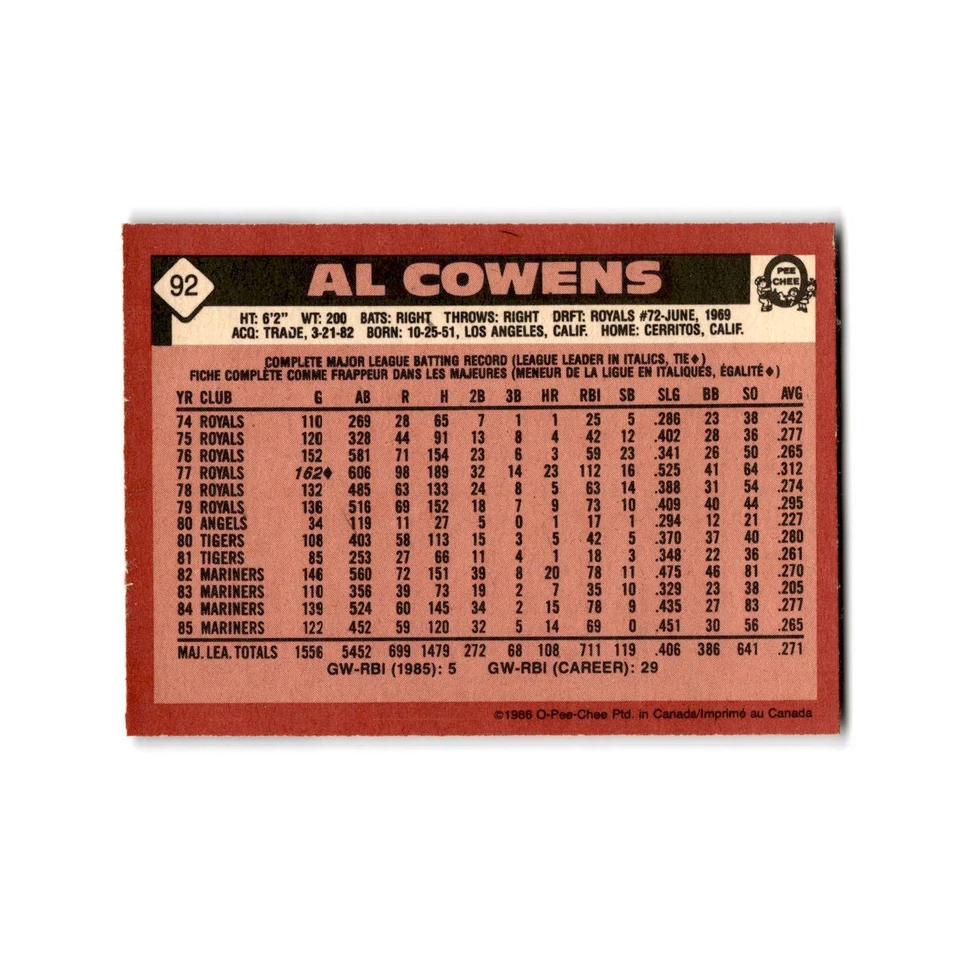 92
AL COWENS
PEE
CHEE
HT: 6'2" WT: 200 BATS: RIGHT THROWS: RIGHT DRFT: ROYALS #72-JUNE, 1969
ACQ: TRADE, 3-21-82 BORN: 10-25-51, LOS ANGELES, CALIF. HOME: CERRITOS, CALIF.
COMPLETE MAJOR LEAGUE BATTING RECORD (LEAGUE LEADER IN ITALICS, TIE♦)
FICHE COMPLÈTE COMME FRAPPEUR DANS LES MAJEURES (MENEUR DE LA LIGUE EN ITALIQUES, ÉGALITÉ♦)
YR CLUB G AB R H 2B 3B HR RBI SB SLG BB SO AVG
74 ROYALS 110 269 28 65 7 1 1 25 5 .286 23 38 .242
75 ROYALS 120 328 44 91 13 8 4 42 12 .402 28 36 .277
76 ROYALS 152 581 71 154 23 6 3 59 23 .341 26 50 .265
77 ROYALS 162♦ 606 98 189 32 14 23 112 16 .525 41 64 .312
78 ROYALS 132 485 63 133 24 8 5 63 14 .388 31 54 .274
79 ROYALS 136 516 69 152 18 7 9 73 10 .409 40 44 .295
80 ANGELS 34 119 11 27 5 0 1 17 1 .294 12 21 .227
80 TIGERS 108 403 58 113 15 3 5 42 5 .370 37 40 .280
81 TIGERS 85 253 27 66 11 4 1 18 3 .348 22 36 .261
82 MARINERS 146 560 72 151 39 8 20 78 11 .475 46 81 .270
83 MARINERS 110 356 39 73 19 2 7 35 10 .329 23 38 .205
84 MARINERS 139 524 60 145 34 2 15 78 9 .435 27 83 .277
85 MARINERS 122 452 59 120 32 5 14 69 0 .451 30 56 .265
MAJ. LEA. TOTALS 1556 5452 699 1479 272 68 108 711 119 .406 386 641 .271
GW-RBI (1985): 5 GW-RBI (CAREER): 29
©1986 O-Pee-Chee Ptd. in Canada/Imprimé au Canada